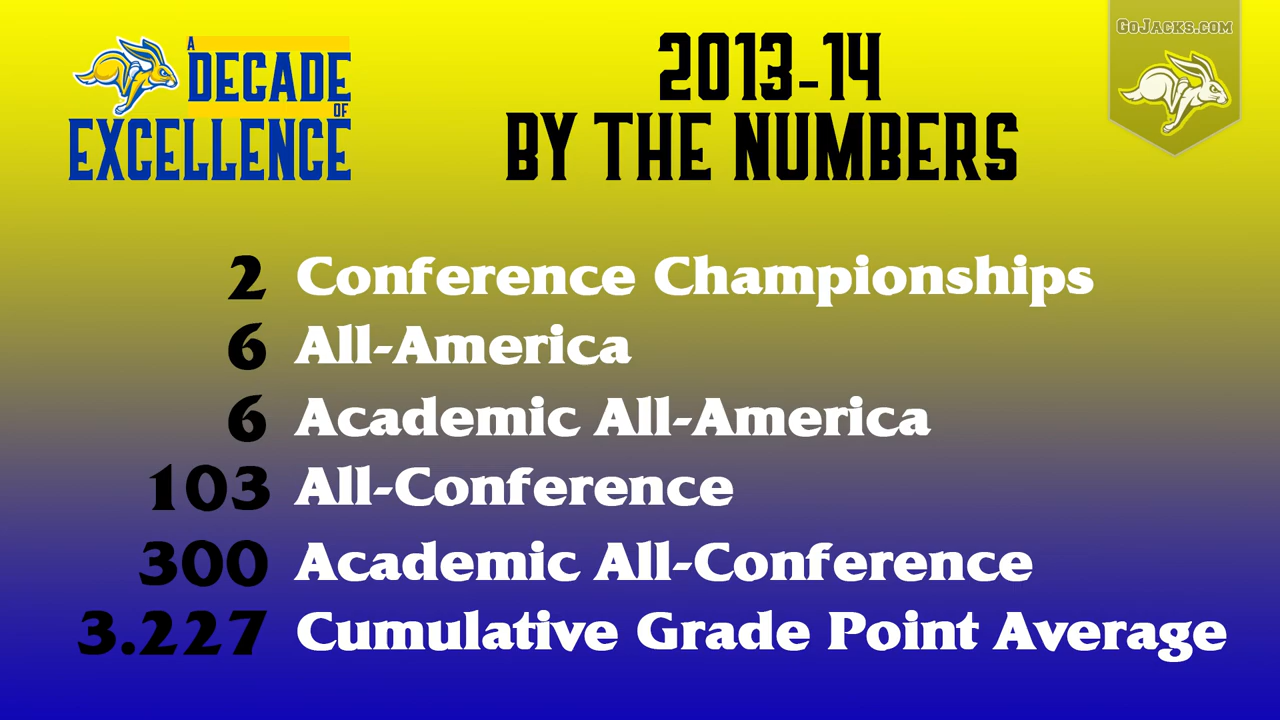 A
DECADE
OF
EXCELLENCE
2013-14
BY THE NUMBERS
GoJacks.com
2 Conference Championships
6 All-America
6 Academic All-America
103 All-Conference
300 Academic All-Conference
3.227 Cumulative Grade Point Average